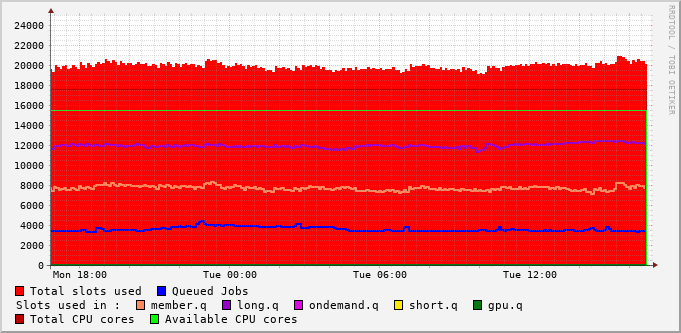 24000
22000
20000
18000
16000
14000
12000
10000
8000
6000
4000
2000
0
Mon 18:00 Tue 00:00 Tue 06:00 Tue 12:00
Total slots used Queued Jobs
Slots used in : member.q long.q ondemand.q short.q gpu.q
Total CPU cores Available CPU cores
RRDTOOL / TOBI OETIKER